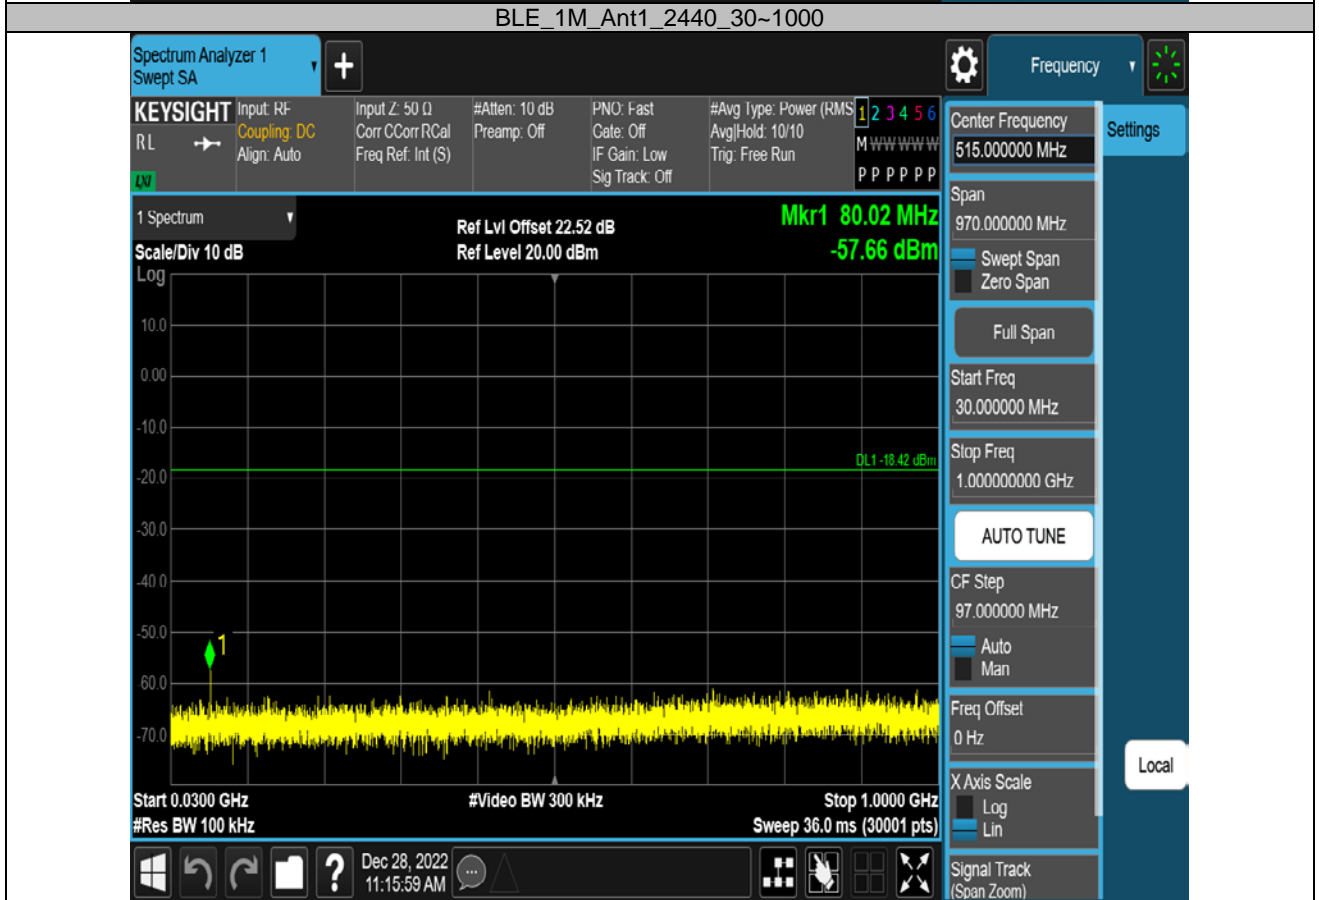 BLE_1M_Ant1_2440_30~1000
Spectrum Analyzer 1
Swept SA
Frequency
KEYSIGHT
RL
LXI
Input: RF
Coupling: DC
Align: Auto
Input Z: 50 Ω
Corr CCorr RCal
Freq Ref: Int (S)
#Atten: 10 dB
Preamp: Off
PNO: Fast
Gate: Off
IF Gain: Low
Sig Track: Off
#Avg Type: Power (RMS
Avg|Hold: 10/10
Trig: Free Run
1 2 3 4 5 6
M W W W W W
P P P P P P
1 Spectrum
Scale/Div 10 dB
Ref Lvl Offset 22.52 dB
Ref Level 20.00 dBm
Mkr1 80.02 MHz
-57.66 dBm
Log
10.0
0.00
-10.0
DL1 -18.42 dBm
-20.0
-30.0
-40.0
-50.0
1
-60.0
-70.0
Start 0.0300 GHz
#Res BW 100 kHz
#Video BW 300 kHz
Stop 1.0000 GHz
Sweep 36.0 ms (30001 pts)
?
Dec 28, 2022
11:15:59 AM
Center Frequency
515.000000 MHz
Settings
Span
970.000000 MHz
Swept Span
Zero Span
Full Span
Start Freq
30.000000 MHz
Stop Freq
1.000000000 GHz
AUTO TUNE
CF Step
97.000000 MHz
Auto
Man
Freq Offset
0 Hz
Local
X Axis Scale
Log
Lin
Signal Track
(Span Zoom)